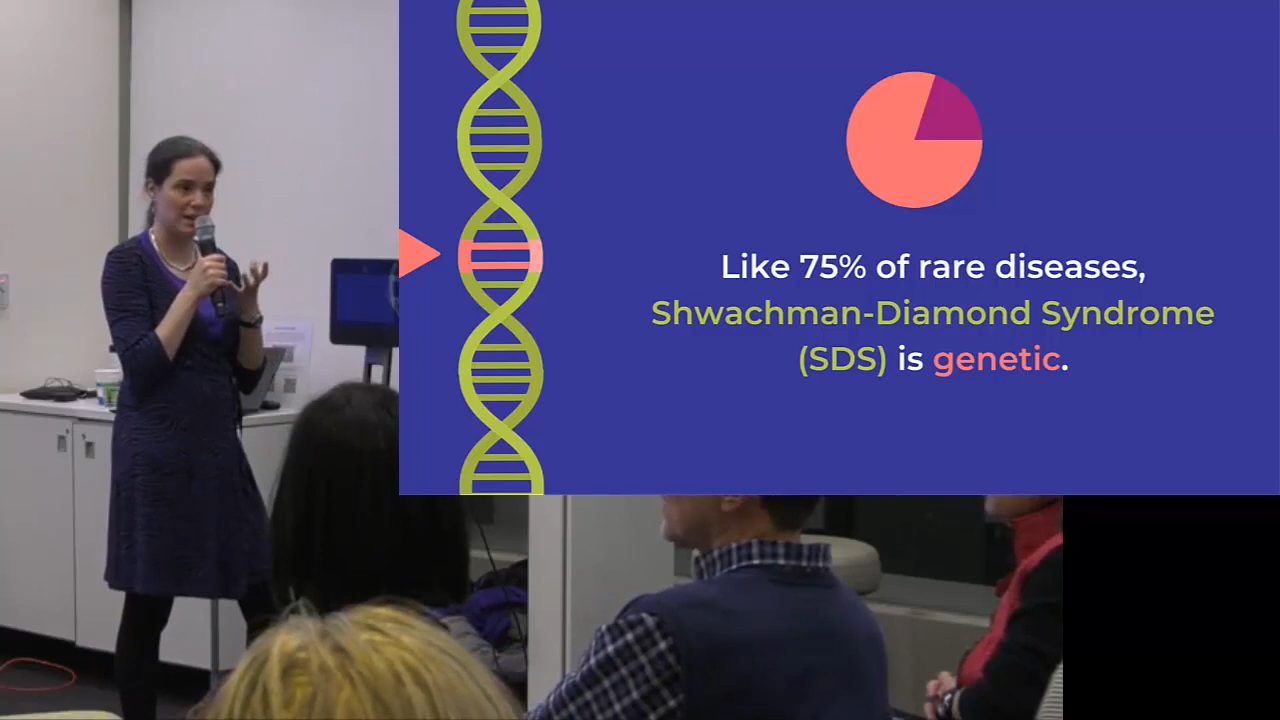 Like 75% of rare diseases,
Shwachman-Diamond Syndrome
(SDS) is genetic.